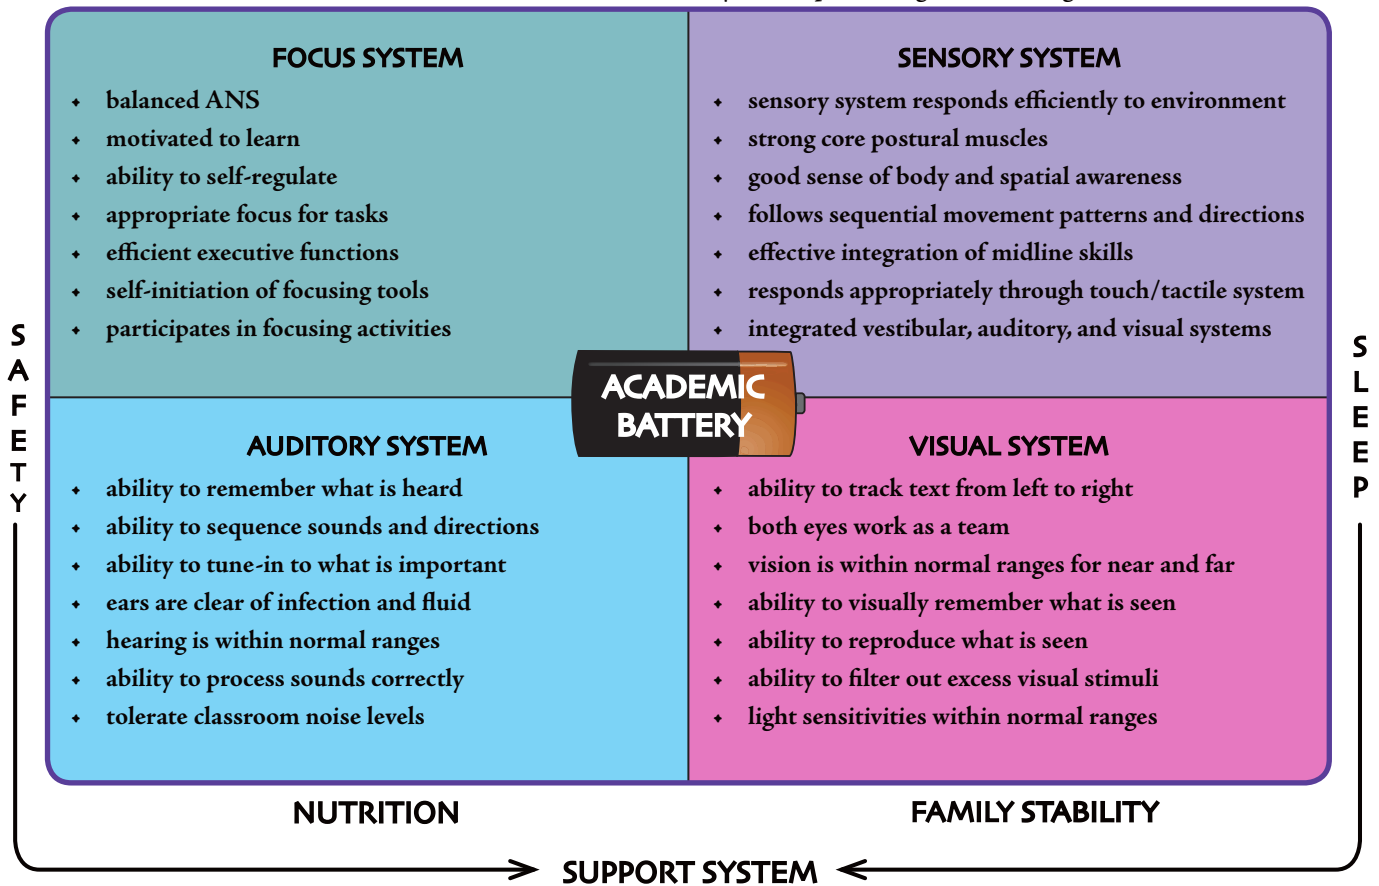 FOCUS SYSTEM
balanced ANS
motivated to learn
ability to self-regulate
appropriate focus for tasks
efficient executive functions
self-initiation of focusing tools
participates in focusing activities
SENSORY SYSTEM
sensory system responds efficiently to environment
strong core postural muscles
good sense of body and spatial awareness
follows sequential movement patterns and directions
effective integration of midline skills
responds appropriately through touch/tactile system
integrated vestibular, auditory, and visual systems
ACADEMIC
BATTERY
AUDITORY SYSTEM
ability to remember what is heard
ability to sequence sounds and directions
ability to tune-in to what is important
ears are clear of infection and fluid
hearing is within normal ranges
ability to process sounds correctly
tolerate classroom noise levels
VISUAL SYSTEM
ability to track text from left to right
both eyes work as a team
vision is within normal ranges for near and far
ability to visually remember what is seen
ability to reproduce what is seen
ability to filter out excess visual stimuli
light sensitivities within normal ranges
SAFETY
SLEEP
NUTRITION
FAMILY STABILITY
SUPPORT SYSTEM